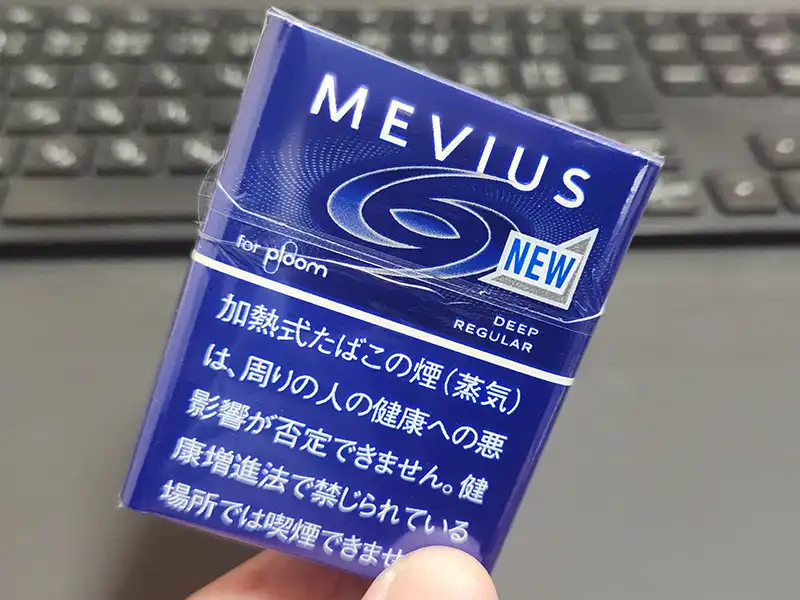 MEVIUS
NEW
for ploom
DEEP
REGULAR
加熱式たばこの煙(蒸気)
は、周りの人の健康への悪
影響が否定できません。健
康増進法で禁じられている
場所では喫煙できませ